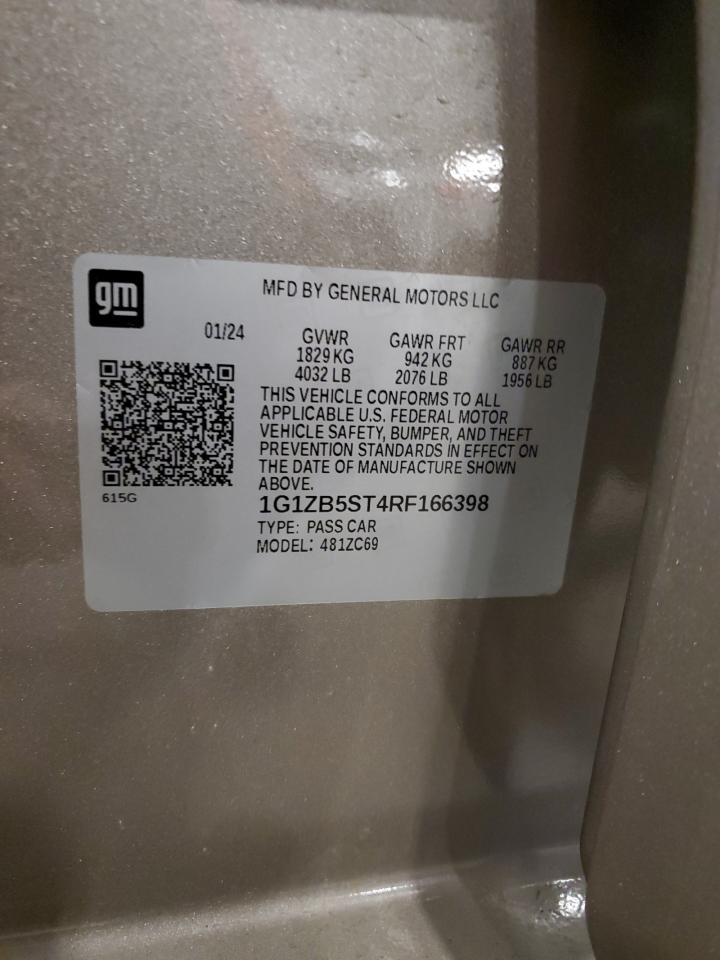 gm
MFD BY GENERAL MOTORS LLC
01/24
GVWR GAWR FRT GAWR RR
1829 KG 942 KG 887 KG
4032 LB 2076 LB 1956 LB
THIS VEHICLE CONFORMS TO ALL
APPLICABLE U.S. FEDERAL MOTOR
VEHICLE SAFETY, BUMPER, AND THEFT
PREVENTION STANDARDS IN EFFECT ON
THE DATE OF MANUFACTURE SHOWN
ABOVE.
615G
1G1ZB5ST4RF166398
TYPE: PASS CAR
MODEL: 481ZC69